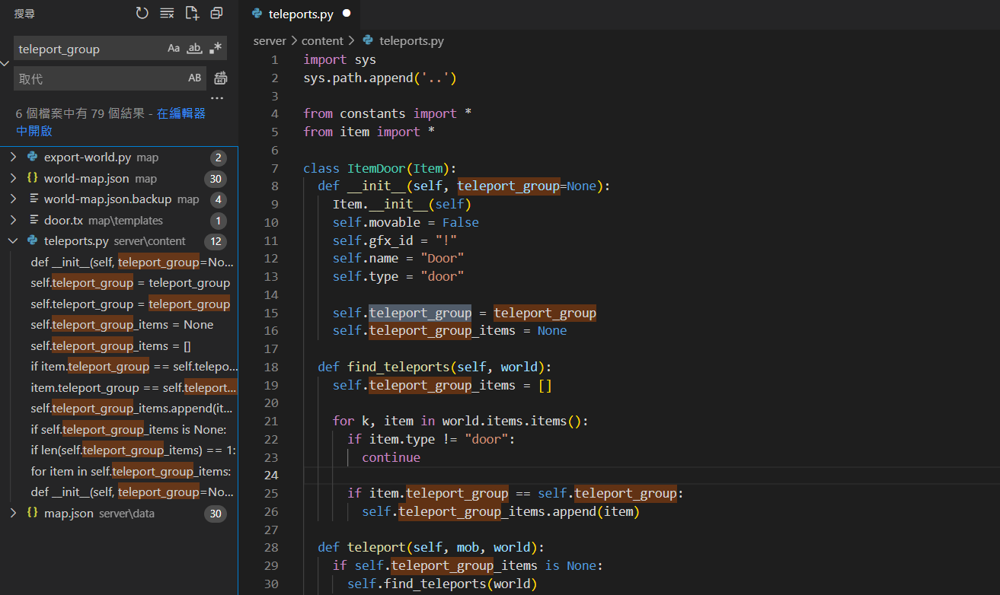 搜尋
teleport_group
Aa ab .*
取代
AB
...
6 個檔案中有 79 個結果 - 在編輯器
中開啟
export-world.py map 2
{} world-map.json map 30
world-map.json.backup map 4
door.tx map\templates 1
teleports.py server\content 12
def __init__(self, teleport_group=No...
self.teleport_group = teleport_group
self.teleport_group = teleport_group
self.teleport_group_items = None
self.teleport_group_items = []
if item.teleport_group == self.telepo...
item.teleport_group == self.teleport...
self.teleport_group_items.append(it...
if self.teleport_group_items is None:
if len(self.teleport_group_items) == 1:
for item in self.teleport_group_items:
def __init__(self, teleport_group=No...
{} map.json server\data 30
teleports.py
server > content > teleports.py
1 import sys
2 sys.path.append('..')
3
4 from constants import *
5 from item import *
6
7 class ItemDoor(Item):
8 def __init__(self, teleport_group=None):
9 Item.__init__(self)
10 self.movable = False
11 self.gfx_id = "!"
12 self.name = "Door"
13 self.type = "door"
14
15 self.teleport_group = teleport_group
16 self.teleport_group_items = None
17
18 def find_teleports(self, world):
19 self.teleport_group_items = []
20
21 for k, item in world.items.items():
22 if item.type != "door":
23 continue
24
25 if item.teleport_group == self.teleport_group:
26 self.teleport_group_items.append(item)
27
28 def teleport(self, mob, world):
29 if self.teleport_group_items is None:
30 self.find_teleports(world)